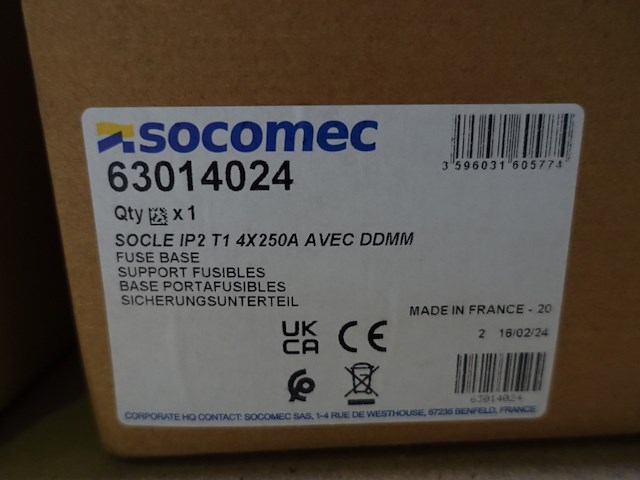 socomec
3 596031 605774
63014024
Qty x 1
SOCLE IP2 T1 4X250A AVEC DDMM
FUSE BASE
SUPPORT FUSIBLES
BASE PORTAFUSIBLES
SICHERUNGSUNTERTEIL
MADE IN FRANCE - 20
2 16/02/24
UK
CA
CE
63014024
CORPORATE HQ CONTACT: SOCOMEC SAS, 1-4 RUE DE WESTHOUSE, 67235 BENFELD, FRANCE